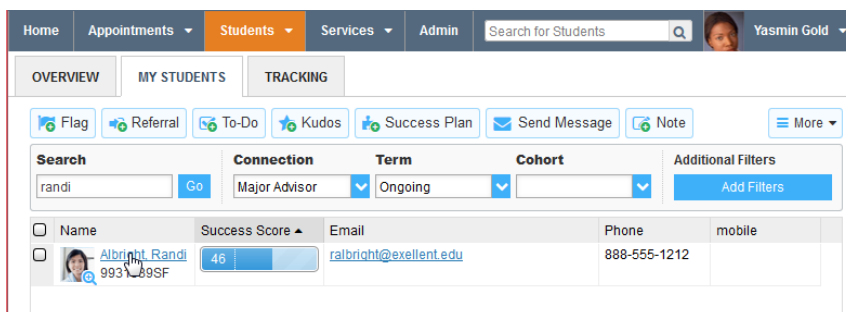 Home Appointments Students Services Admin Search for Students Yasmin Gold
OVERVIEW MY STUDENTS TRACKING
Flag Referral To-Do Kudos Success Plan Send Message Note More
Search Connection Term Cohort Additional Filters
randi Go Major Advisor Ongoing Add Filters
Name Success Score Email Phone mobile
Albright, Randi 46 ralbright@exellent.edu 888-555-1212